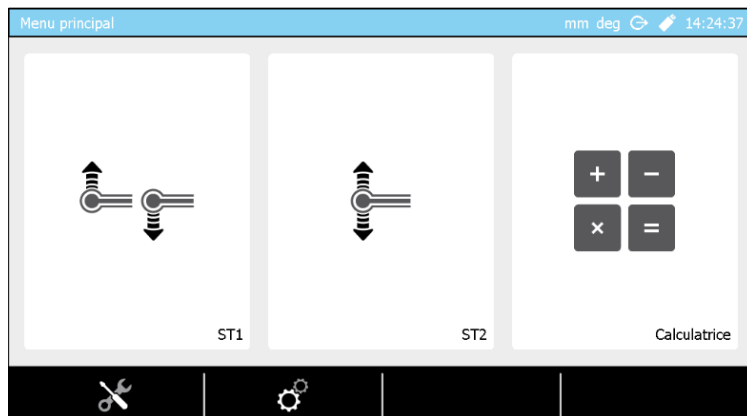 Menu principal
mm deg 14:24:37
ST1
ST2
Calculatrice
+ −
× =